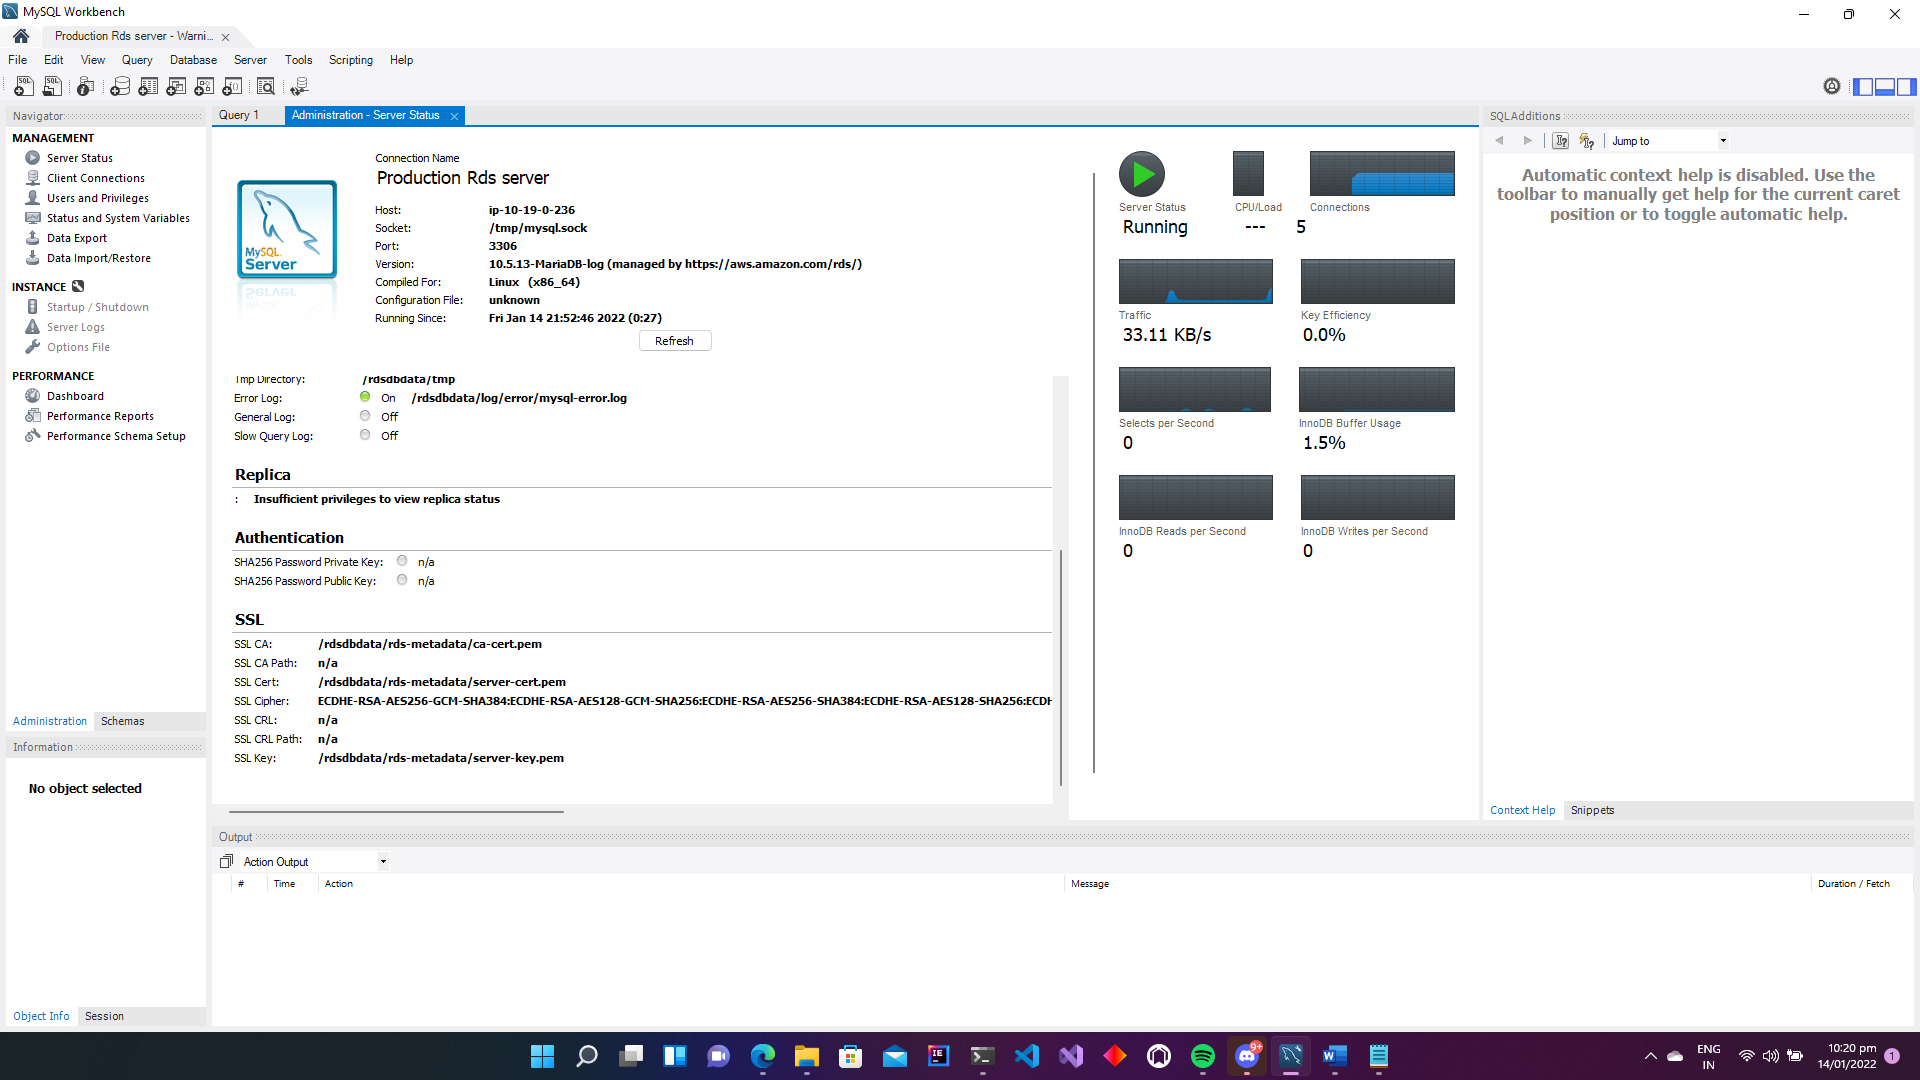 MySQL Workbench
Production Rds server - Warni...
File Edit View Query Database Server Tools Scripting Help
Navigator
MANAGEMENT
Server Status
Client Connections
Users and Privileges
Status and System Variables
Data Export
Data Import/Restore
INSTANCE
Startup / Shutdown
Server Logs
Options File
PERFORMANCE
Dashboard
Performance Reports
Performance Schema Setup
Administration Schemas
Information
No object selected
Object Info Session
Query 1 Administration - Server Status
MySQL
Server
Connection Name
Production Rds server
Host: ip-10-19-0-236
Socket: /tmp/mysql.sock
Port: 3306
Version: 10.5.13-MariaDB-log (managed by https://aws.amazon.com/rds/)
Compiled For: Linux (x86_64)
Configuration File: unknown
Running Since: Fri Jan 14 21:52:46 2022 (0:27)
Refresh
Tmp Directory: /rdsdbdata/tmp
Error Log: On /rdsdbdata/log/error/mysql-error.log
General Log: Off
Slow Query Log: Off
Replica
: Insufficient privileges to view replica status
Authentication
SHA256 Password Private Key: n/a
SHA256 Password Public Key: n/a
SSL
SSL CA: /rdsdbdata/rds-metadata/ca-cert.pem
SSL CA Path: n/a
SSL Cert: /rdsdbdata/rds-metadata/server-cert.pem
SSL Cipher: ECDHE-RSA-AES256-GCM-SHA384:ECDHE-RSA-AES128-GCM-SHA256:ECDHE-RSA-AES256-SHA384:ECDHE-RSA-AES128-SHA256:ECDH
SSL CRL: n/a
SSL CRL Path: n/a
SSL Key: /rdsdbdata/rds-metadata/server-key.pem
Server Status CPU/Load Connections
Running --- 5
Traffic Key Efficiency
33.11 KB/s 0.0%
Selects per Second InnoDB Buffer Usage
0 1.5%
InnoDB Reads per Second InnoDB Writes per Second
0 0
SQLAdditions
Jump to
Automatic context help is disabled. Use the
toolbar to manually get help for the current caret
position or to toggle automatic help.
Context Help Snippets
Output
Action Output
# Time Action Message Duration / Fetch
9+
ENG
IN
10:20 pm
14/01/2022
1